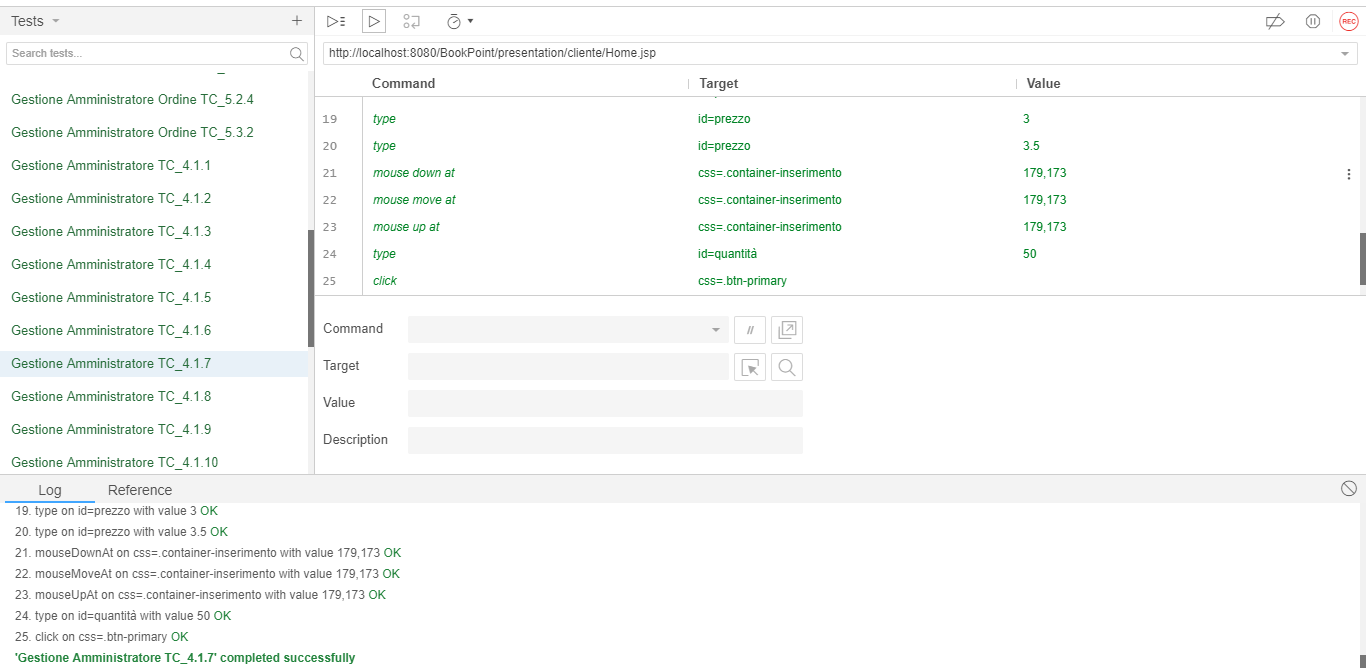 Tests
Search tests...
Gestione Amministratore Ordine TC_5.2.4
Gestione Amministratore Ordine TC_5.3.2
Gestione Amministratore TC_4.1.1
Gestione Amministratore TC_4.1.2
Gestione Amministratore TC_4.1.3
Gestione Amministratore TC_4.1.4
Gestione Amministratore TC_4.1.5
Gestione Amministratore TC_4.1.6
Gestione Amministratore TC_4.1.7
Gestione Amministratore TC_4.1.8
Gestione Amministratore TC_4.1.9
Gestione Amministratore TC_4.1.10
REC
http://localhost:8080/BookPoint/presentation/cliente/Home.jsp
Command Target Value
19 type id=prezzo 3
20 type id=prezzo 3.5
21 mouse down at css=.container-inserimento 179,173
22 mouse move at css=.container-inserimento 179,173
23 mouse up at css=.container-inserimento 179,173
24 type id=quantità 50
25 click css=.btn-primary
Command //
Target
Value
Description
Log Reference
19. type on id=prezzo with value 3 OK
20. type on id=prezzo with value 3.5 OK
21. mouseDownAt on css=.container-inserimento with value 179,173 OK
22. mouseMoveAt on css=.container-inserimento with value 179,173 OK
23. mouseUpAt on css=.container-inserimento with value 179,173 OK
24. type on id=quantità with value 50 OK
25. click on css=.btn-primary OK
'Gestione Amministratore TC_4.1.7' completed successfully